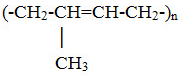 (-CH₂-CH=CH-CH₂-)ₙ
|
CH₃